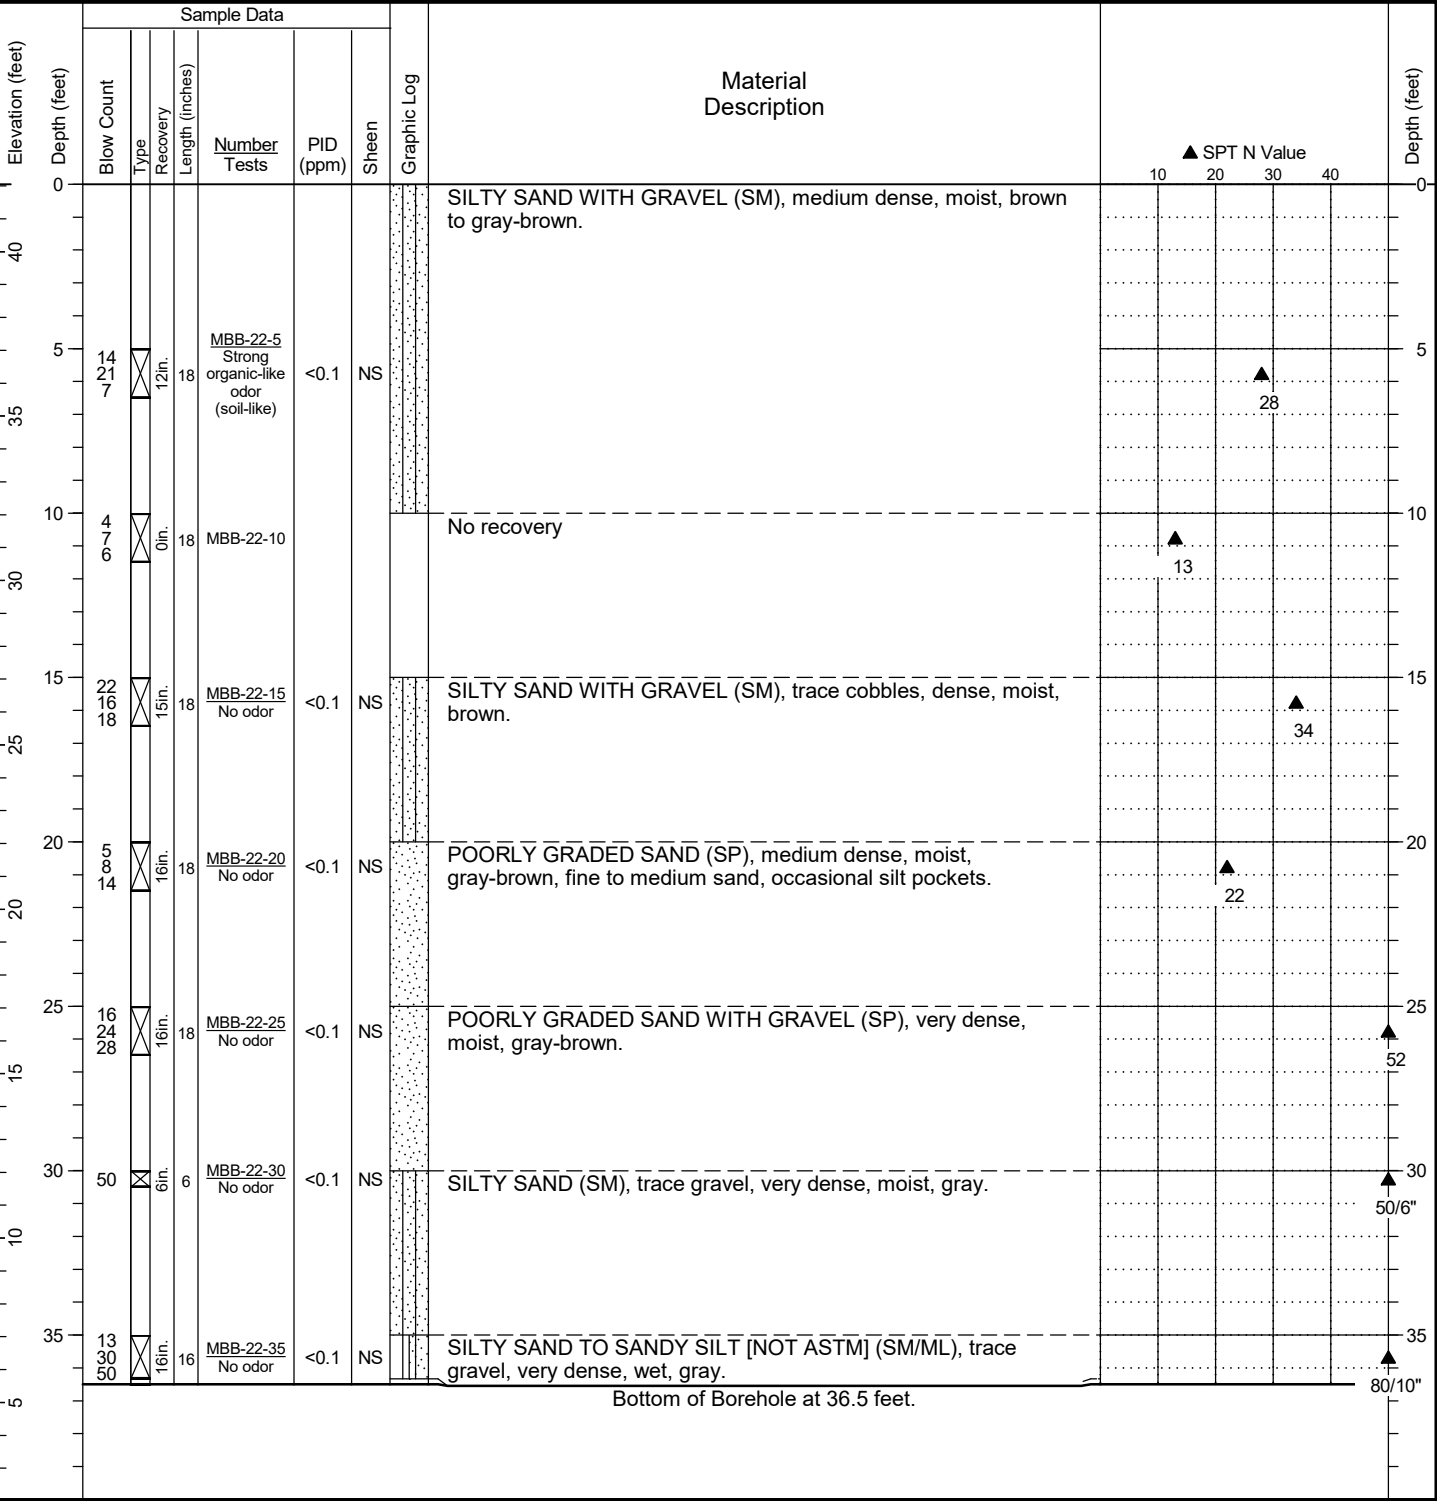 Sample Data
Elevation (feet)
Depth (feet)
Blow Count
Type
Recovery
Length (inches)
Number
Tests
PID
(ppm)
Sheen
Graphic Log
Material
Description
▲ SPT N Value
10 20 30 40
Depth (feet)
0
SILTY SAND WITH GRAVEL (SM), medium dense, moist, brown
to gray-brown.
0
40
5
14
21
7
12in.
18
MBB-22-5
Strong
organic-like
odor
(soil-like)
<0.1
NS
28
5
35
10
4
7
6
0in.
18
MBB-22-10
No recovery
13
10
30
15
22
16
18
15in.
18
MBB-22-15
No odor
<0.1
NS
SILTY SAND WITH GRAVEL (SM), trace cobbles, dense, moist,
brown.
34
15
25
20
5
8
14
16in.
18
MBB-22-20
No odor
<0.1
NS
POORLY GRADED SAND (SP), medium dense, moist,
gray-brown, fine to medium sand, occasional silt pockets.
22
20
20
25
16
24
28
16in.
18
MBB-22-25
No odor
<0.1
NS
POORLY GRADED SAND WITH GRAVEL (SP), very dense,
moist, gray-brown.
52
25
15
30
50
6in.
6
MBB-22-30
No odor
<0.1
NS
SILTY SAND (SM), trace gravel, very dense, moist, gray.
50/6"
30
10
35
13
30
50
16in.
16
MBB-22-35
No odor
<0.1
NS
SILTY SAND TO SANDY SILT [NOT ASTM] (SM/ML), trace
gravel, very dense, wet, gray.
80/10"
35
5
Bottom of Borehole at 36.5 feet.